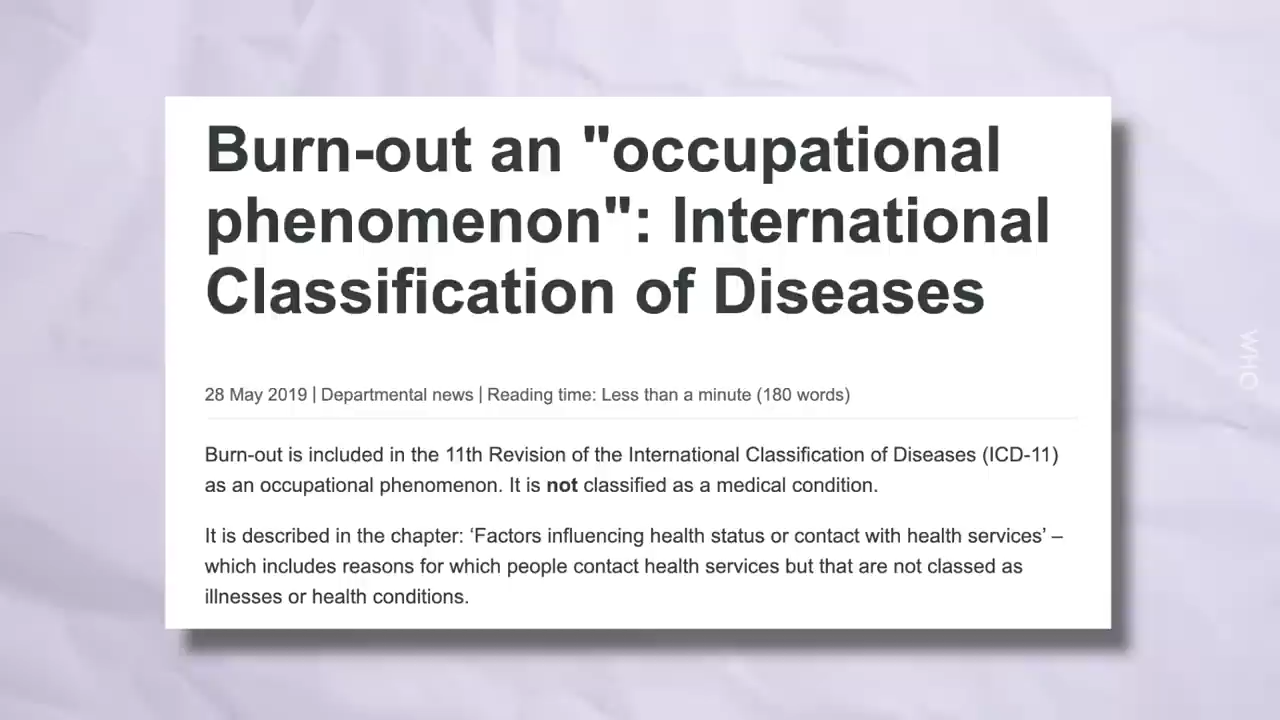 Burn-out an "occupational
phenomenon": International
Classification of Diseases
28 May 2019 | Departmental news | Reading time: Less than a minute (180 words)
Burn-out is included in the 11th Revision of the International Classification of Diseases (ICD-11)
as an occupational phenomenon. It is not classified as a medical condition.
It is described in the chapter: ‘Factors influencing health status or contact with health services’ –
which includes reasons for which people contact health services but that are not classed as
illnesses or health conditions.
WHO